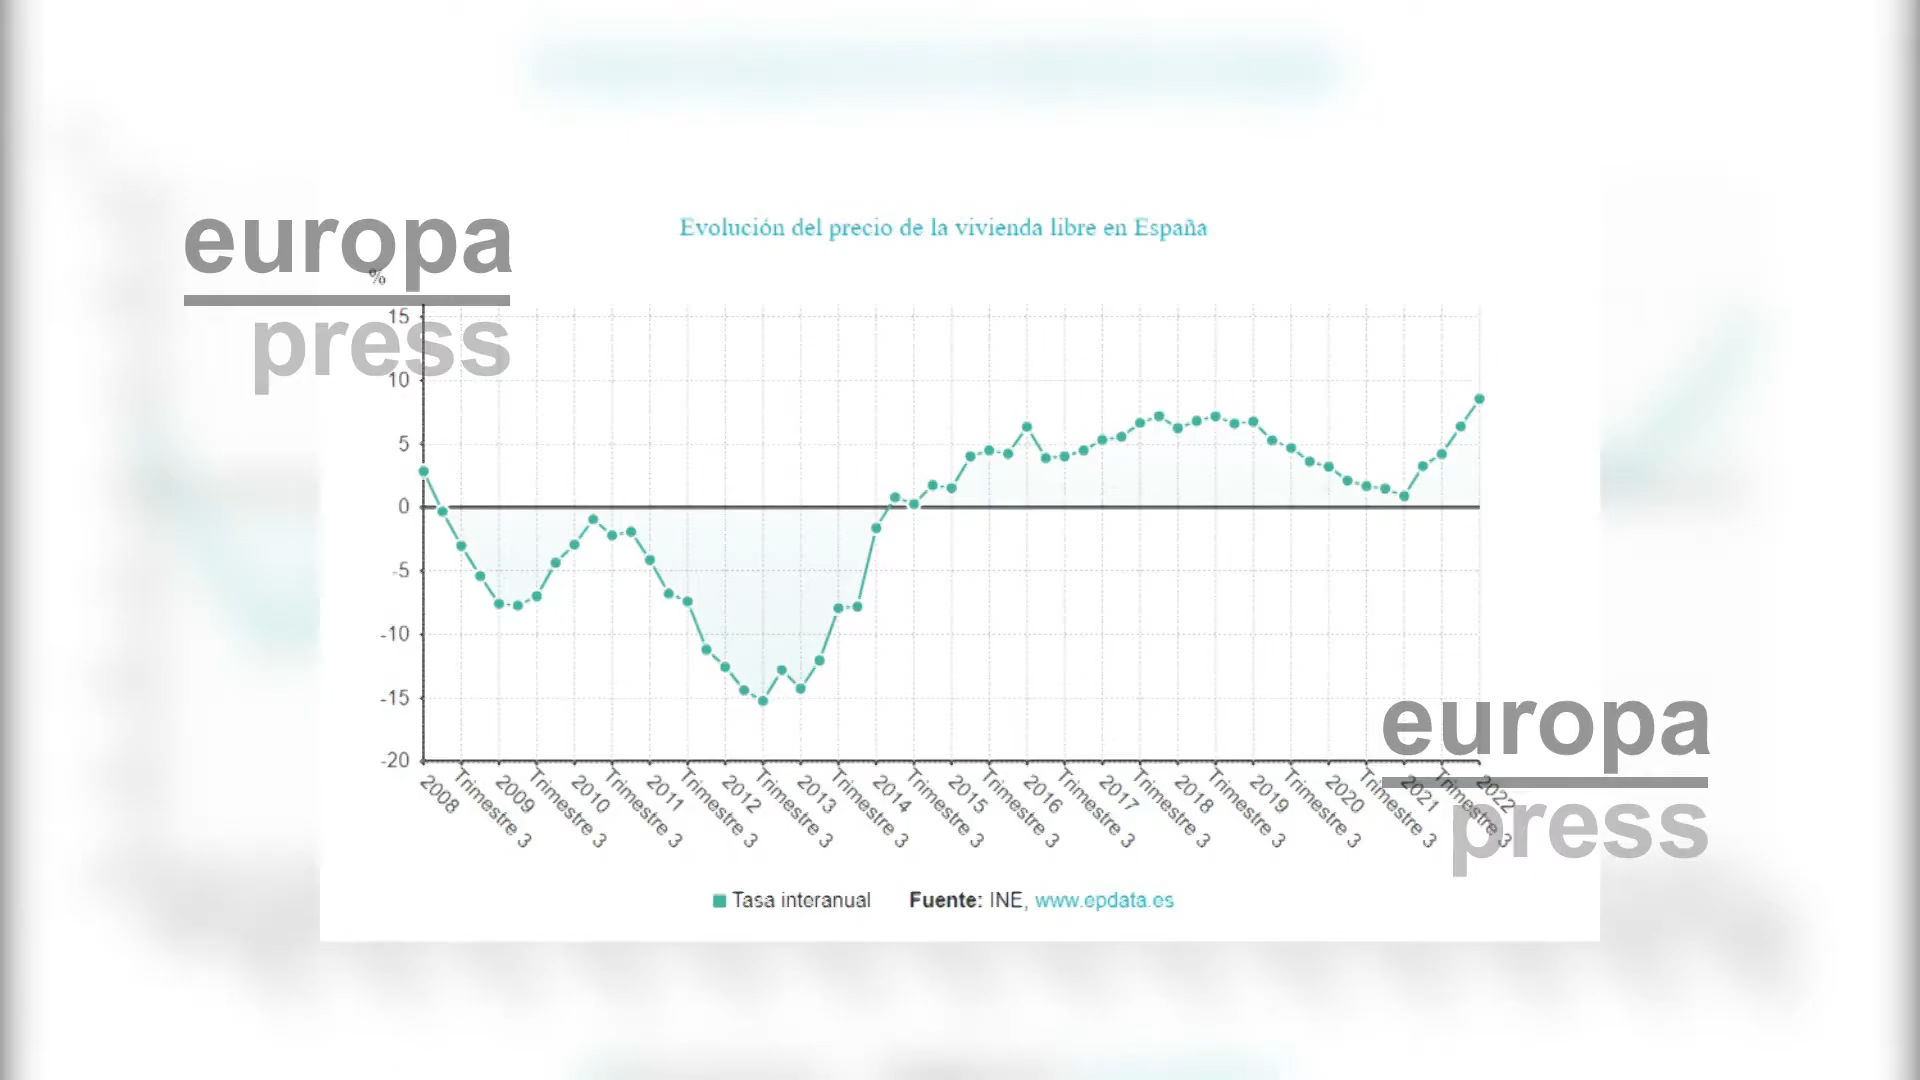 europa
press
Evolución del precio de la vivienda libre en España
%
15
10
5
0
-5
-10
-15
-20
2008
Trimestre 3
2009
Trimestre 3
2010
Trimestre 3
2011
Trimestre 3
2012
Trimestre 3
2013
Trimestre 3
2014
Trimestre 3
2015
Trimestre 3
2016
Trimestre 3
2017
Trimestre 3
2018
Trimestre 3
2019
Trimestre 3
2020
Trimestre 3
2021
Trimestre 3
2022
europa
press
Tasa interanual Fuente: INE, www.epdata.es